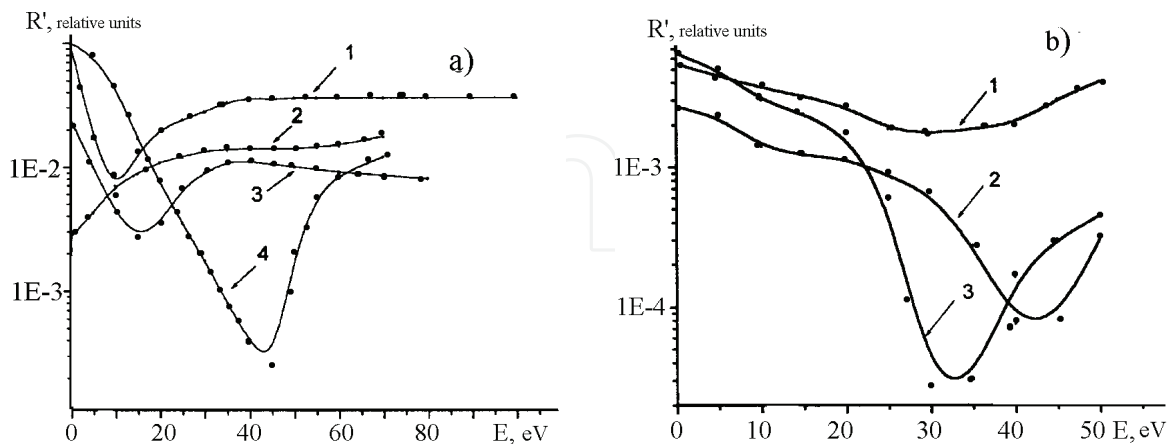 R', relative units
a)
1
2
3
4
1E-2
1E-3
0 20 40 60 80 E, eV
R', relative units
b)
1
2
3
1E-3
1E-4
0 10 20 30 40 50 E, eV